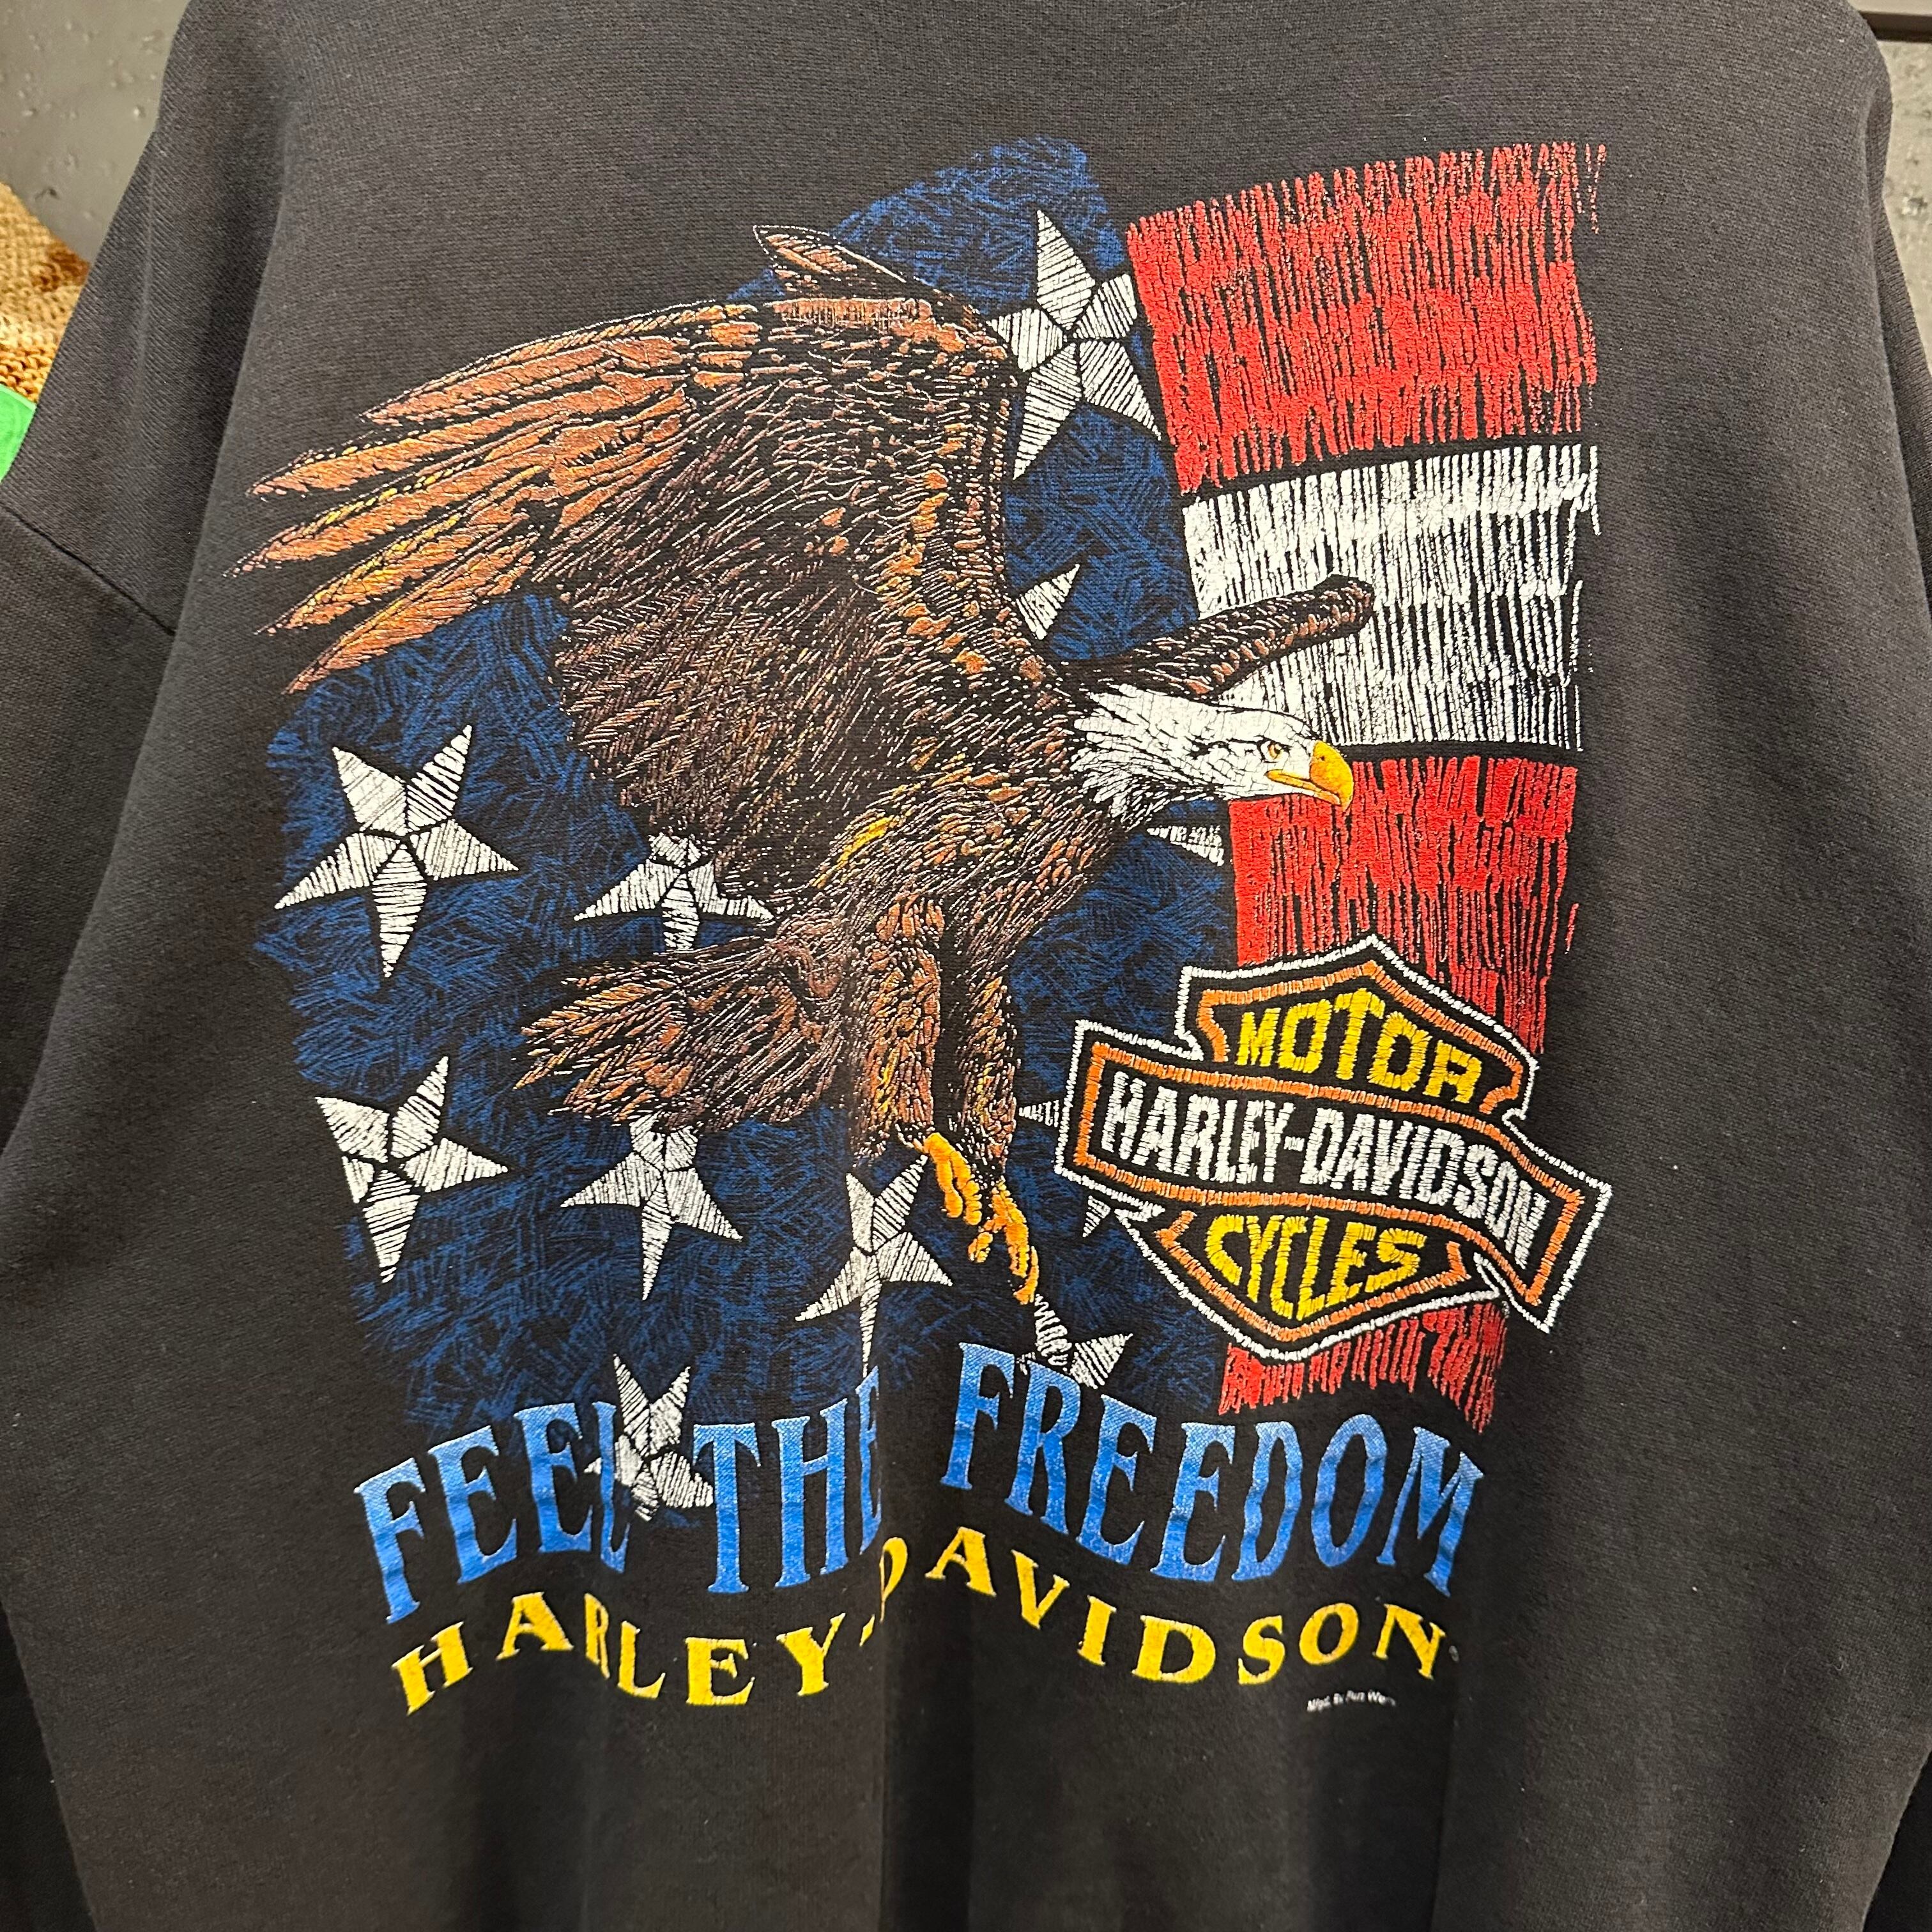 MOTOR
HARLEY-DAVIDSON
CYCLES
FEEL THE FREEDOM
HARLEY-DAVIDSON